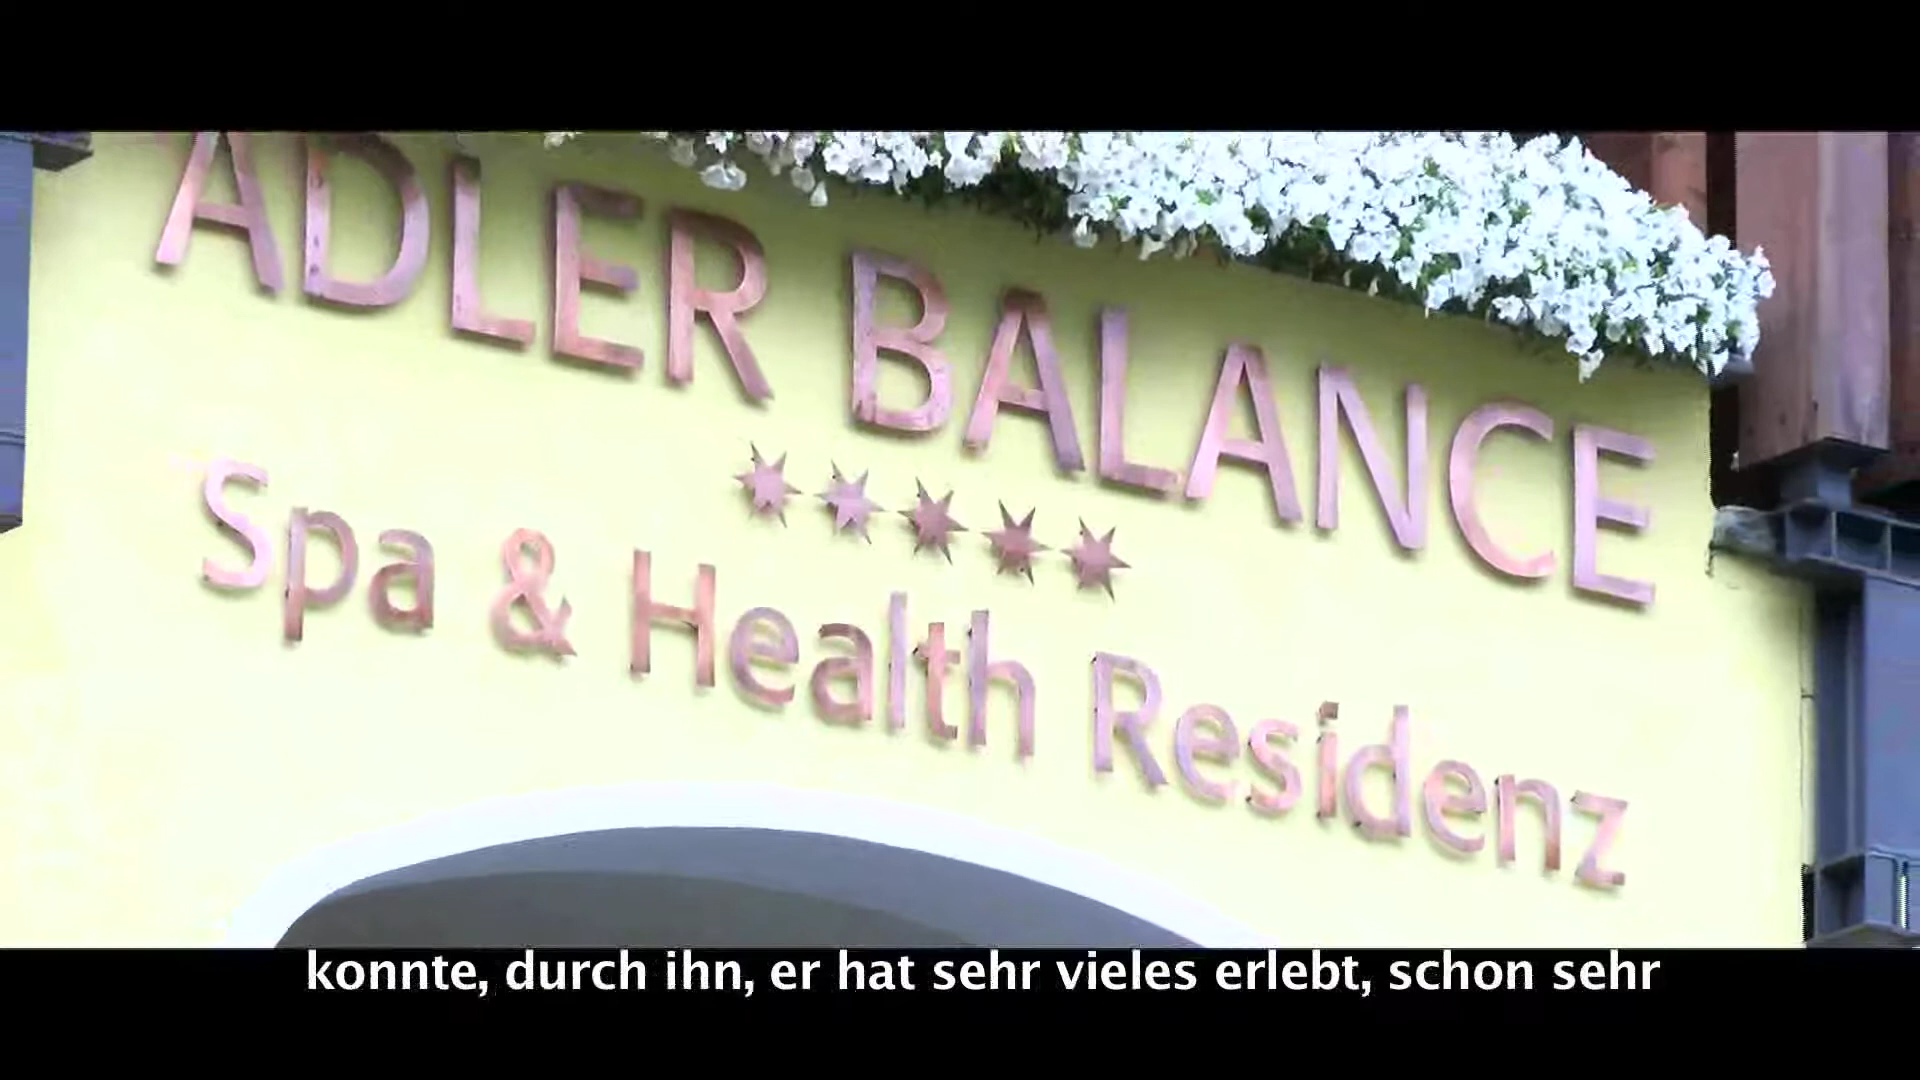 ADLER BALANCE
Spa & Health Residenz
konnte, durch ihn, er hat sehr vieles erlebt, schon sehr